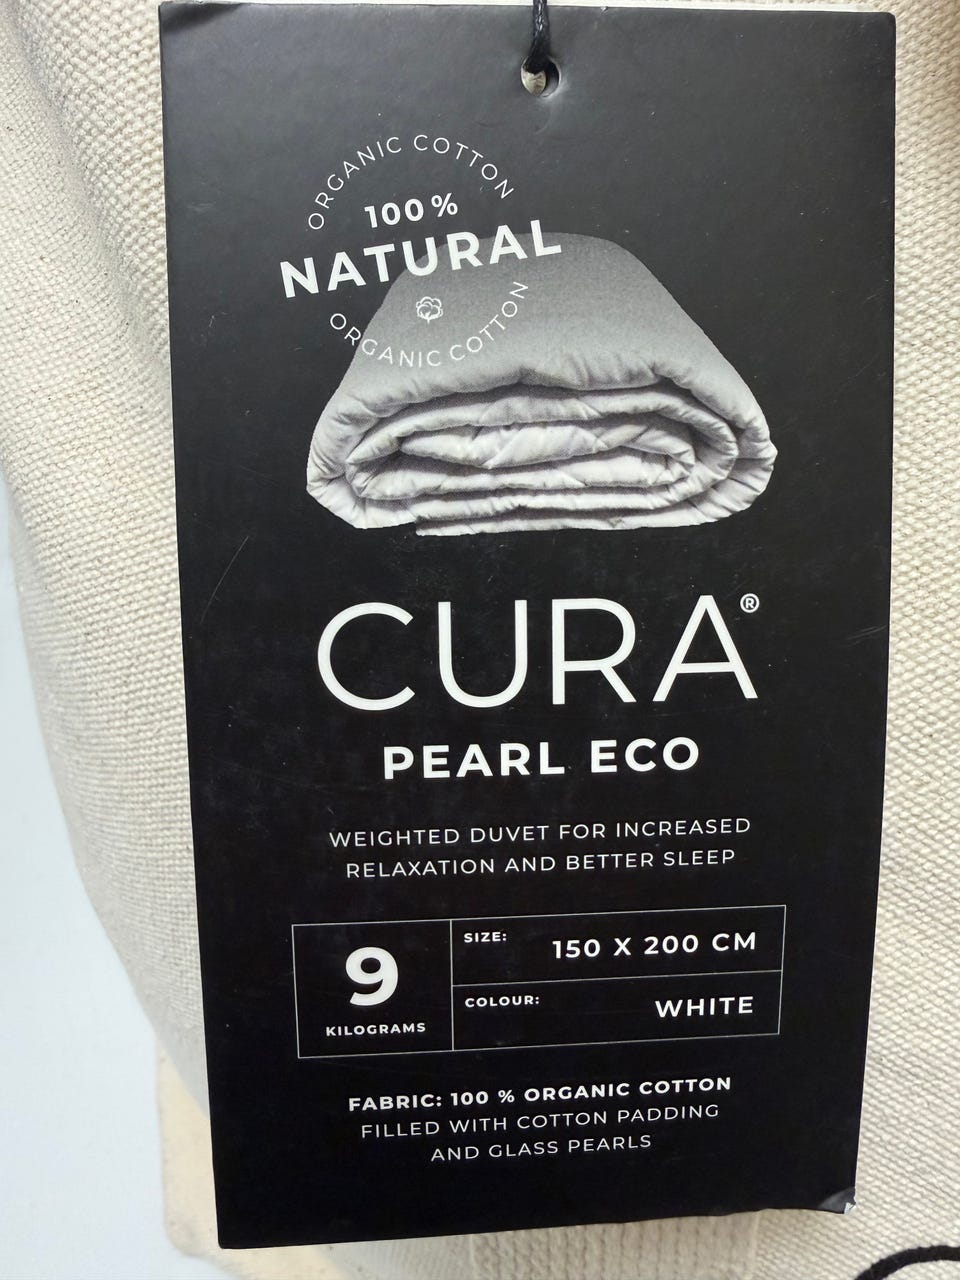 ORGANIC COTTON
100 %
NATURAL
ORGANIC COTTON
CURA®
PEARL ECO
WEIGHTED DUVET FOR INCREASED
RELAXATION AND BETTER SLEEP
9
KILOGRAMS
SIZE:
150 X 200 CM
COLOUR:
WHITE
FABRIC: 100 % ORGANIC COTTON
FILLED WITH COTTON PADDING
AND GLASS PEARLS